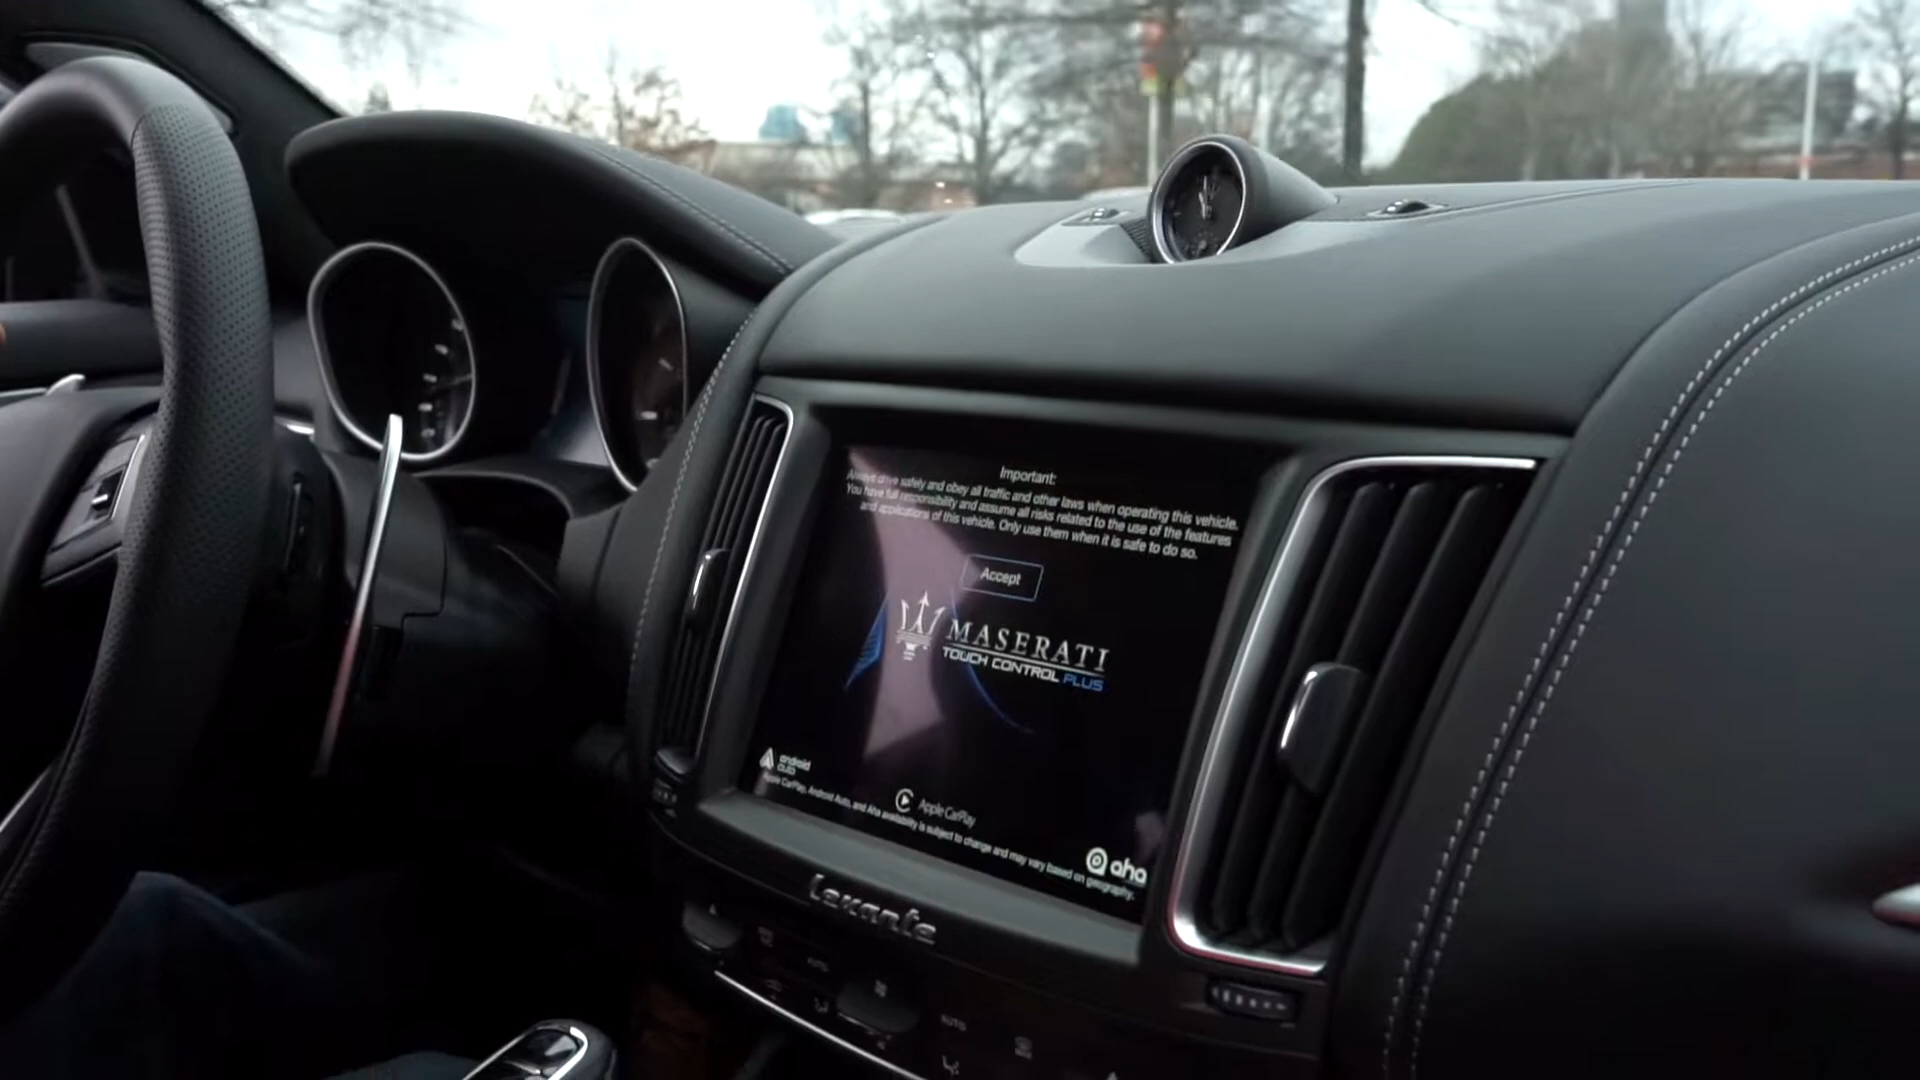 Important:
Always drive safely and obey all traffic and other laws when operating this vehicle.
You have full responsibility and assume all risks related to the use of the features
and applications of this vehicle. Only use them when it is safe to do so.
Accept
MASERATI
TOUCH CONTROL PLUS
android
auto
Apple CarPlay
Apple CarPlay, Android Auto, and Aha availability is subject to change and may vary based on geography.
aha
Levante
AUTO
AUTO